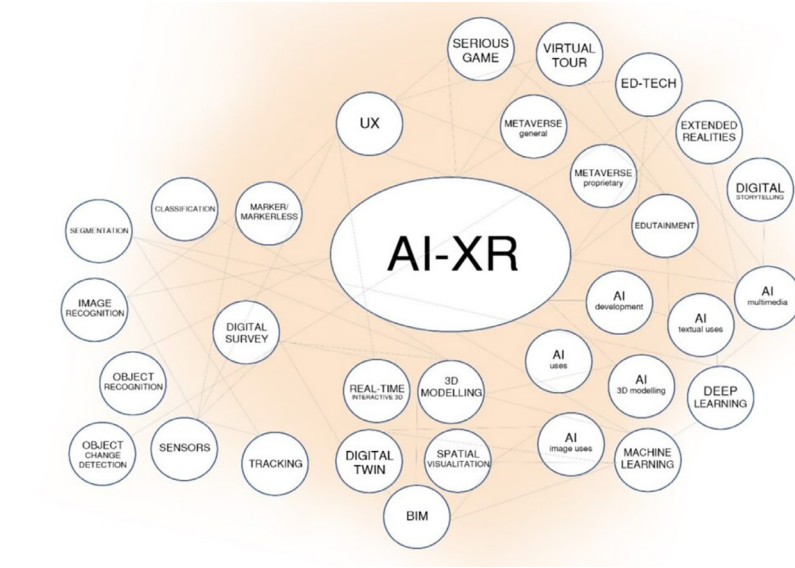 SERIOUS
GAME
VIRTUAL
TOUR
ED-TECH
UX
METAVERSE
general
EXTENDED
REALITIES
METAVERSE
proprietary
DIGITAL
STORYTELLING
CLASSIFICATION
MARKER/
MARKERLESS
SEGMENTATION
EDUTAINMENT
AI-XR
IMAGE
RECOGNITION
DIGITAL
SURVEY
AI
development
AI
textual uses
AI
multimedia
OBJECT
RECOGNITION
REAL-TIME
INTERACTIVE 3D
3D
MODELLING
AI
uses
AI
3D modelling
DEEP
LEARNING
OBJECT
CHANGE
DETECTION
SENSORS
TRACKING
DIGITAL
TWIN
SPATIAL
VISUALITATION
AI
image uses
MACHINE
LEARNING
BIM